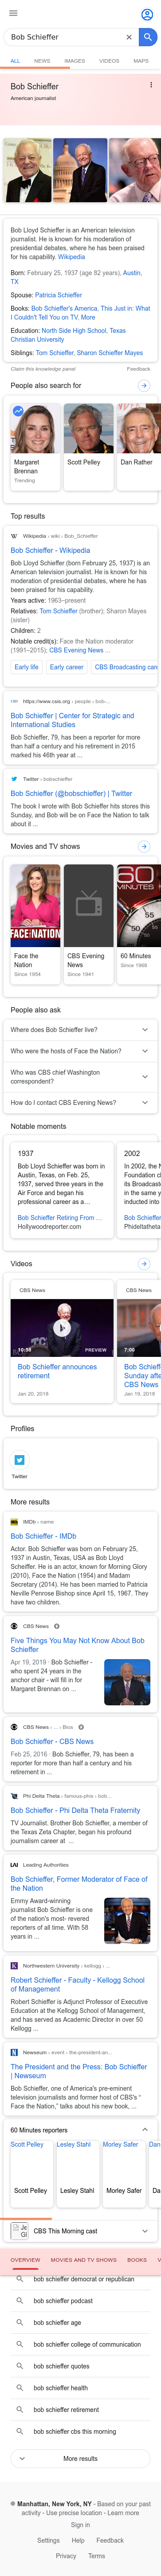 Bob Schieffer
ALL NEWS IMAGES VIDEOS MAPS
Bob Schieffer
American journalist
Bob Lloyd Schieffer is an American
television journalist. He is known
for his moderation of
presidential debates, where he has been praised
for his capability. Wikipedia
Born: February 25, 1937 (age 82 years), Austin,
TX
Spouse: Patricia Schieffer
Books: Bob Schieffer's America, This Just in: What
I Couldn't Tell You on TV, More
Education: North Side High School, Texas
Christian University
Siblings: Tom Schieffer, Sharon Schieffer Mayes
Claim this knowledge panel Feedback
People also search for
Margaret
Brennan
Trending
Scott Pelley
Dan Rather
Top results
Wikipedia › wiki › Bob_Schieffer
Bob Schieffer - Wikipedia
Bob Lloyd Schieffer (born February 25, 1937) is an
American television journalist. He is known for his
moderation of presidential debates, where he has
been praised for his capability.
Years active: 1963–present
Relatives: Tom Schieffer (brother); Sharon Mayes
(sister)
Children: 2
Notable credit(s): Face the Nation moderator
(1991–2015); CBS Evening News ...
Early life Early career CBS Broadcasting care
https://www.csis.org › people › bob-...
Bob Schieffer | Center for Strategic and
International Studies
Bob Schieffer, 79, has been a reporter for more
than half a century and his retirement in 2015
marked his 46th year at ...
Twitter › bobschieffer
Bob Schieffer (@bobschieffer) | Twitter
The book I wrote with Bob Schieffer hits stores this
Sunday, and Bob will be on Face the Nation to talk
about it ...
Movies and TV shows
FACE THE NATION
60
MINUTES
Face the
Nation
Since 1954
CBS Evening
News
Since 1941
60 Minutes
Since 1968
People also ask
Where does Bob Schieffer live?
Who were the hosts of Face the Nation?
Who was CBS chief Washington
correspondent?
How do I contact CBS Evening News?
Notable moments
1937
Bob Lloyd Schieffer was born in
Austin, Texas, on Feb. 25,
1937, served three years in the
Air Force and began his
professional career as a...
Bob Schieffer Retiring From ...
Hollywoodreporter.com
2002
In 2002, the N
Foundation o
its Broadcaste
in the same y
inducted into
Bob Schieffer
Phideltatheta
Videos
CBS News
10:58
PREVIEW
Bob Schieffer announces
retirement
Jan 20, 2018
CBS News
7:00
Bob Schieffe
Sunday after
CBS News
Jan 19, 2018
Profiles
Twitter
More results
IMDb › name
Bob Schieffer - IMDb
Actor. Bob Schieffer was born on February 25,
1937 in Austin, Texas, USA as Bob Lloyd
Schieffer. He is an actor, known for Morning Glory
(2010), Family Law (1994) and Madam
Secretary (2014). He has been married to Patricia
Neville Penrose Bishop since April 15, 1967. They
have two children.
CBS News
Five Things You May Not Know About Bob
Schieffer
Apr 19, 2019 · Bob Schieffer -
who spent 24 years in the
anchor chair - will fill in for
Margaret Brennan on ...
CBS News › ... › Bios
Bob Schieffer - CBS News
Feb 25, 2016 · Bob Schieffer, 79, has been a
reporter for more than half a century and his
retirement in ...
Phi Delta Theta › famous-phis › bob...
Bob Schieffer - Phi Delta Theta Fraternity
TV Journalist, Brother Bob Schieffer, a member of
the Texas Zeta Chapter, began his profound
journalism career at ...
LAI Leading Authorities
Bob Schieffer, Former Moderator of Face of
the Nation
Emmy Award-winning
journalist Bob Schieffer is one
of the nation's most- revered
reporters of all time. With 58
years in ...
Northwestern University › kellogg › ...
Robert Schieffer - Faculty - Kellogg School
of Management
Robert Schieffer is Adjunct Professor of Executive
Education at the Kellogg School of Management,
and has served as Academic Director in over 50
Kellogg ...
Newseum › event › the-president-an...
The President and the Press: Bob Schieffer
| Newseum
Bob Schieffer, one of America's pre-eminent
television journalists and former host of CBS's "
Face the Nation," talks about his new book, ...
60 Minutes reporters
Scott Pelley Lesley Stahl Morley Safer Dan
Scott Pelley Lesley Stahl Morley Safer Da
CBS This Morning cast
OVERVIEW MOVIES AND TV SHOWS BOOKS V
bob schieffer democrat or republican
bob schieffer podcast
bob schieffer age
bob schieffer college of communication
bob schieffer quotes
bob schieffer health
bob schieffer retirement
bob schieffer cbs this morning
More results
Manhattan, New York, NY - Based on your past
activity - Use precise location - Learn more
Sign in
Settings Help Feedback
Privacy Terms